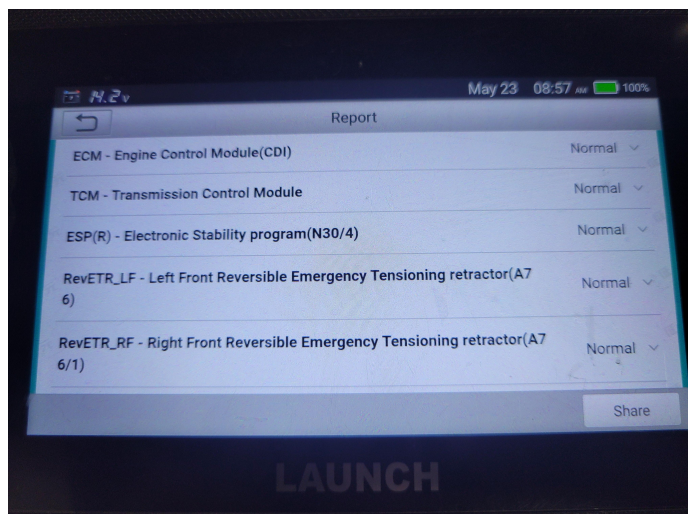 14.2v
May 23 08:57 AM 100%
Report
ECM - Engine Control Module(CDI) Normal
TCM - Transmission Control Module Normal
ESP(R) - Electronic Stability program(N30/4) Normal
RevETR_LF - Left Front Reversible Emergency Tensioning retractor(A7
6) Normal
RevETR_RF - Right Front Reversible Emergency Tensioning retractor(A7
6/1) Normal
Share
LAUNCH